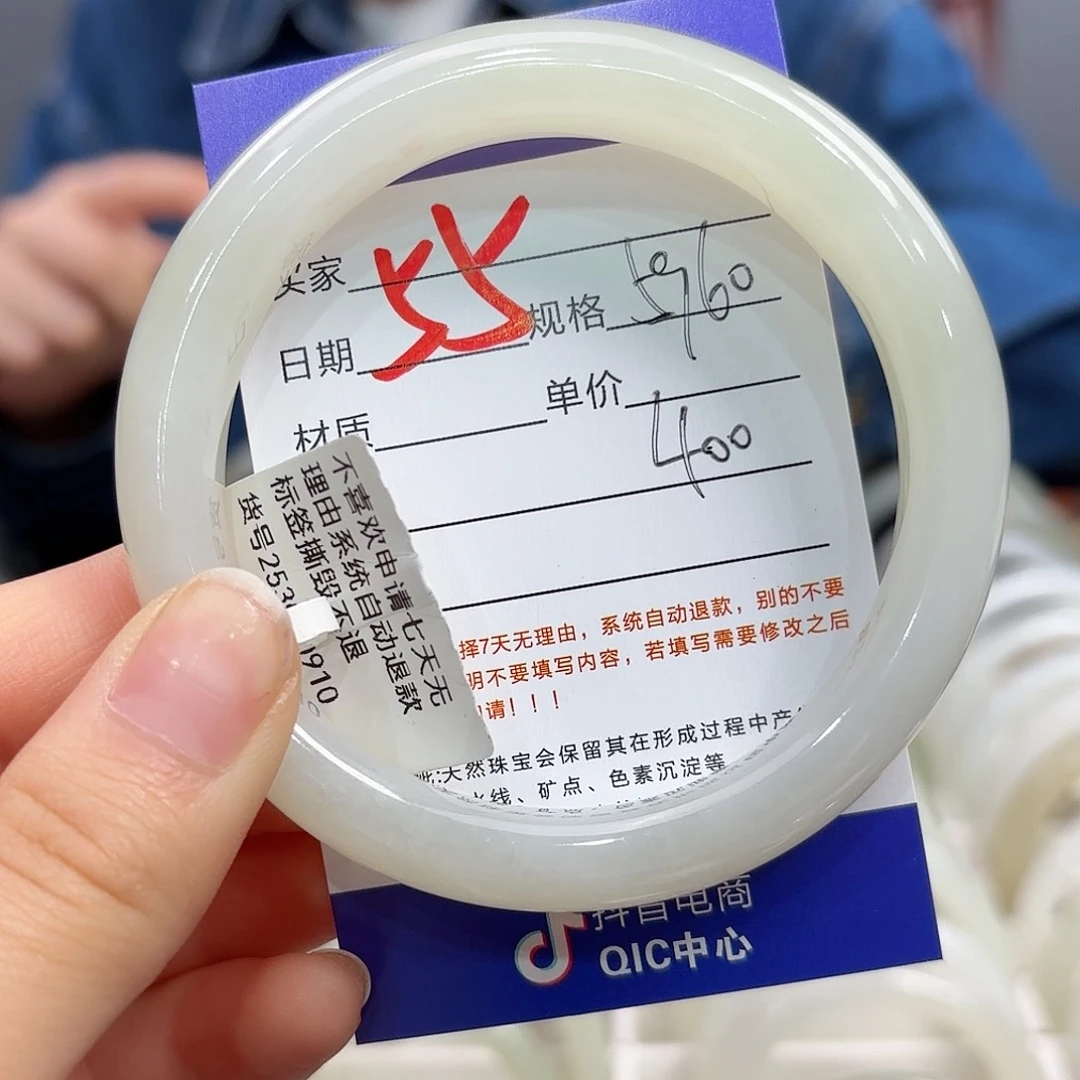 买家
规格 5960
日期
单价 400
材质
不喜欢申请七天无
理由系统自动退款
标签撕毁不退
货号253
910
择7天无理由，系统自动退款，别的不要
明不要填写内容，若填写需要修改之后
请！！！
天然珠宝会保留其在形成过程中产
线、矿点、色素沉淀等
抖音电商
QIC中心